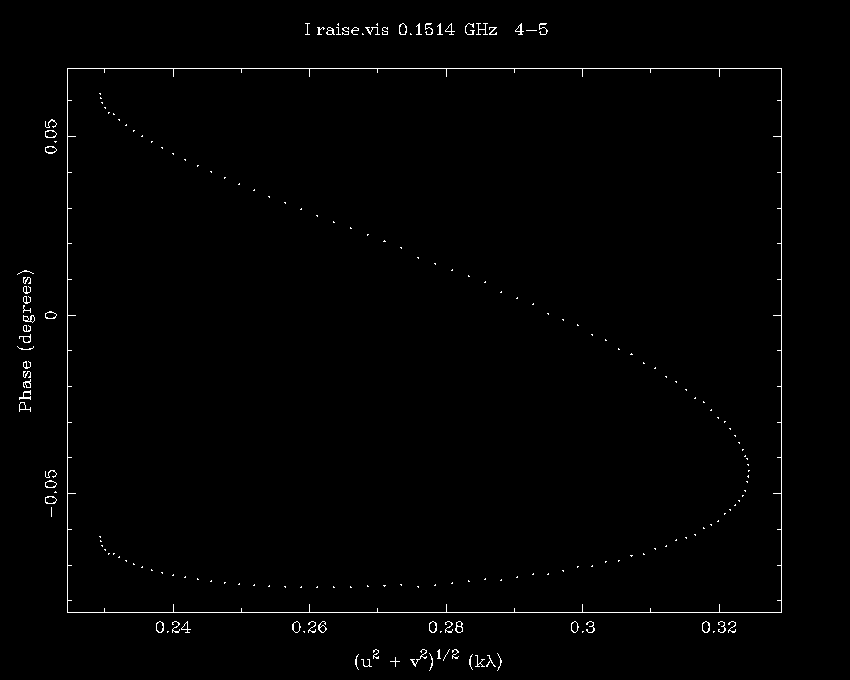 I raise.vis 0.1514 GHz 4−5
0.05
0
−0.05
Phase (degrees)
0.24 0.26 0.28 0.3 0.32
(u² + v²)^1/2 (kλ)